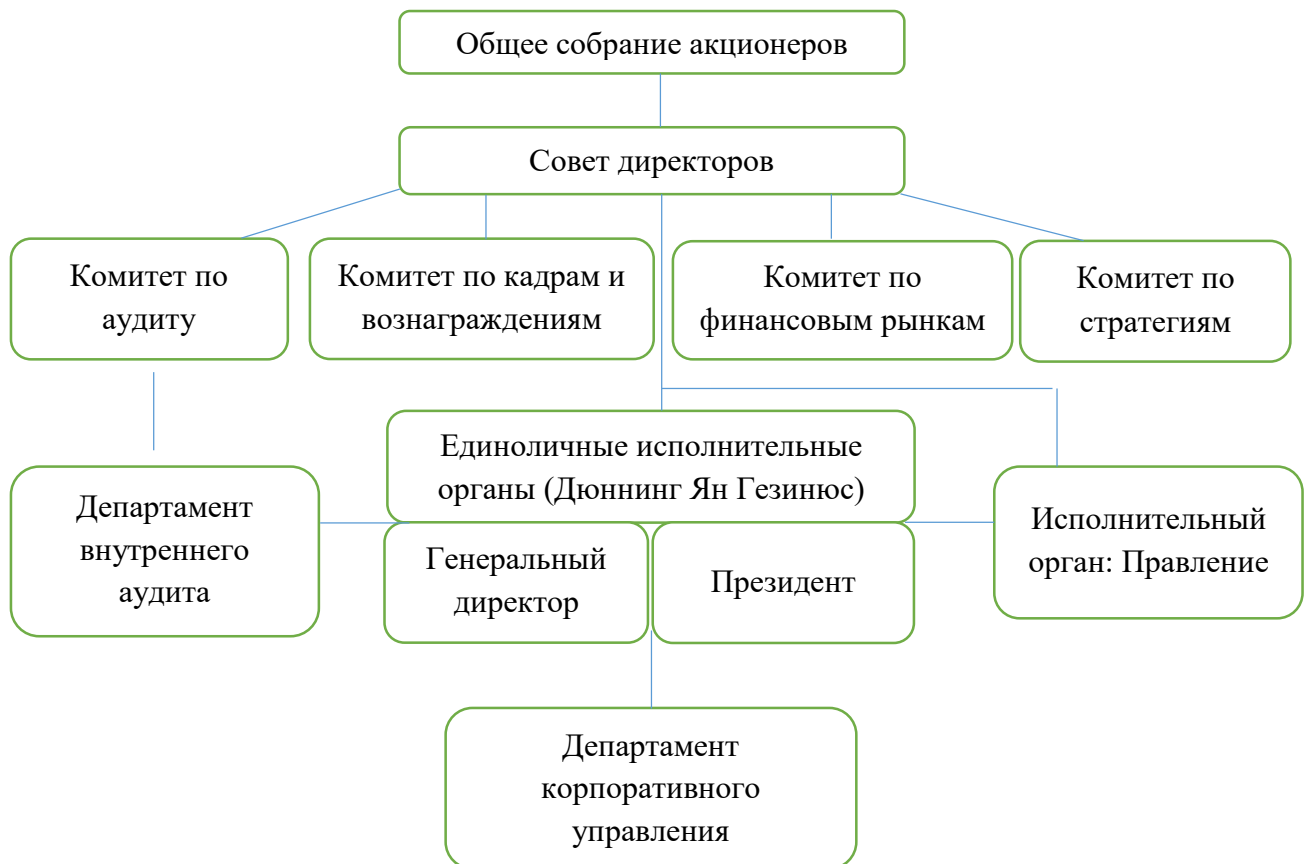 Общее собрание акционеров
Совет директоров
Комитет по
аудиту
Комитет по кадрам и
вознаграждениям
Комитет по
финансовым рынкам
Комитет по
стратегиям
Единоличные исполнительные
органы (Дюннинг Ян Гезинюс)
Департамент
внутреннего
аудита
Генеральный
директор
Президент
Исполнительный
орган: Правление
Департамент
корпоративного
управления